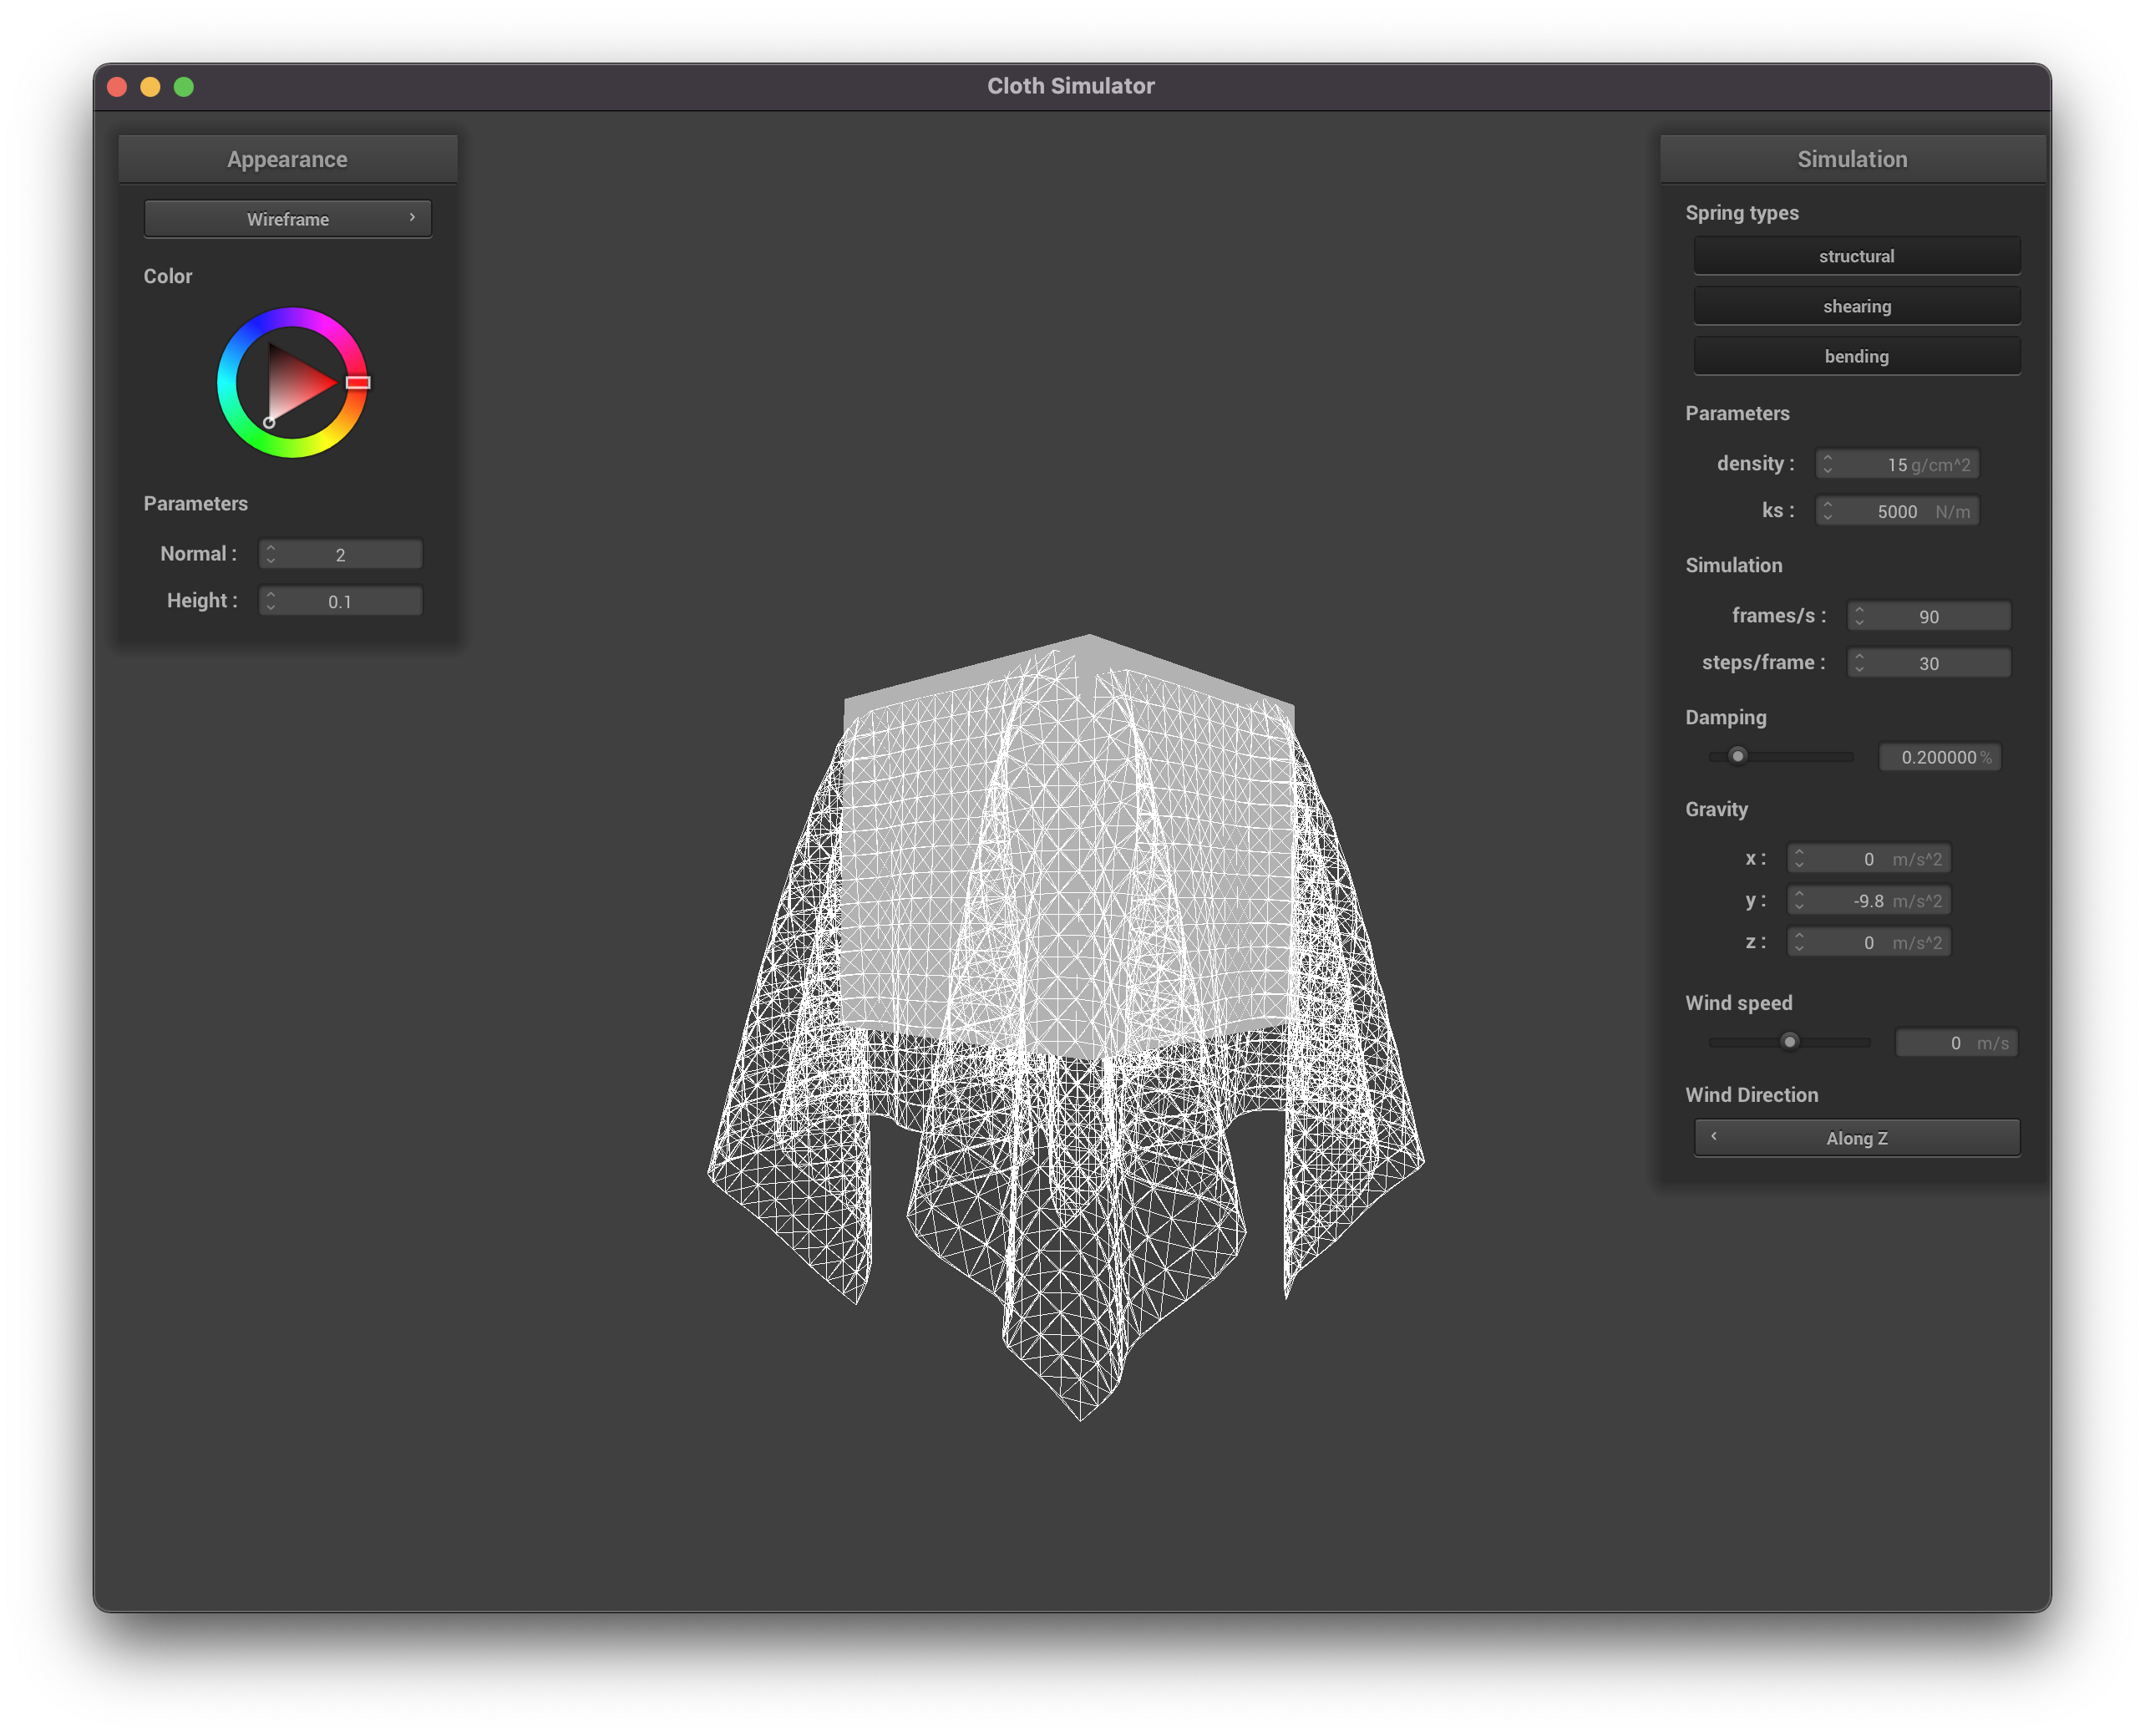 Cloth Simulator
Appearance
Wireframe ›
Color
Parameters
Normal : 2
Height : 0.1
Simulation
Spring types
structural
shearing
bending
Parameters
density : 15 g/cm^2
ks : 5000 N/m
Simulation
frames/s : 90
steps/frame : 30
Damping
0.200000 %
Gravity
x : 0 m/s^2
y : -9.8 m/s^2
z : 0 m/s^2
Wind speed
0 m/s
Wind Direction
‹ Along Z